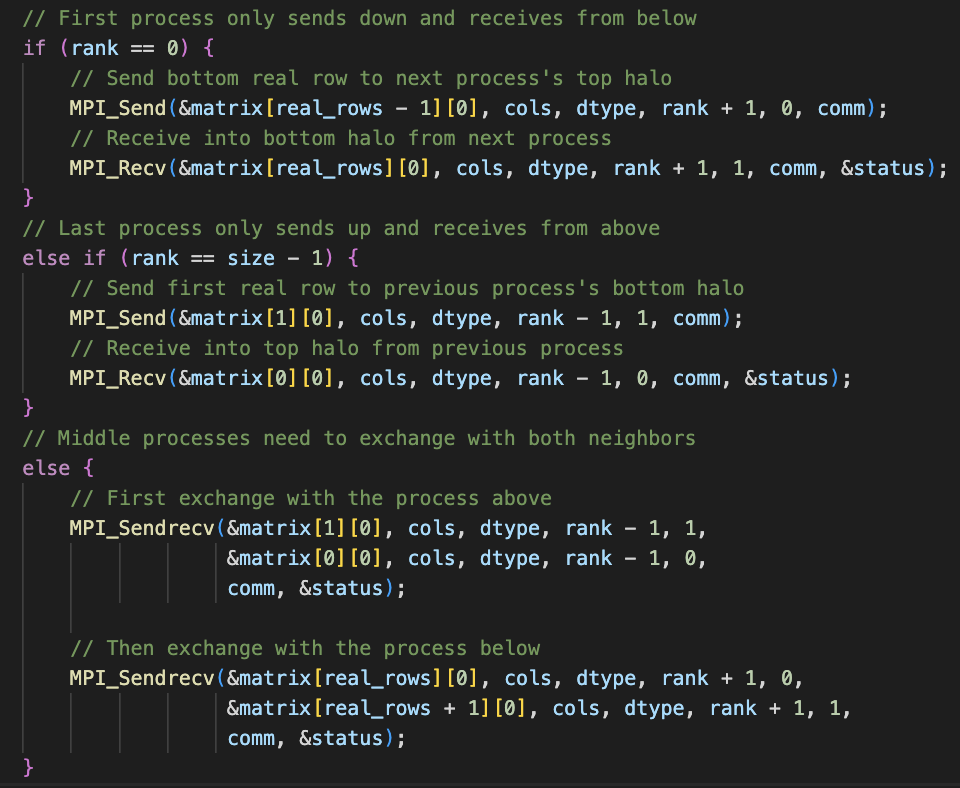 // First process only sends down and receives from below
if (rank == 0) {
    // Send bottom real row to next process's top halo
    MPI_Send(&matrix[real_rows - 1][0], cols, dtype, rank + 1, 0, comm);
    // Receive into bottom halo from next process
    MPI_Recv(&matrix[real_rows][0], cols, dtype, rank + 1, 1, comm, &status);
}
// Last process only sends up and receives from above
else if (rank == size - 1) {
    // Send first real row to previous process's bottom halo
    MPI_Send(&matrix[1][0], cols, dtype, rank - 1, 1, comm);
    // Receive into top halo from previous process
    MPI_Recv(&matrix[0][0], cols, dtype, rank - 1, 0, comm, &status);
}
// Middle processes need to exchange with both neighbors
else {
    // First exchange with the process above
    MPI_Sendrecv(&matrix[1][0], cols, dtype, rank - 1, 1,
                 &matrix[0][0], cols, dtype, rank - 1, 0,
                 comm, &status);

    // Then exchange with the process below
    MPI_Sendrecv(&matrix[real_rows][0], cols, dtype, rank + 1, 0,
                 &matrix[real_rows + 1][0], cols, dtype, rank + 1, 1,
                 comm, &status);
}